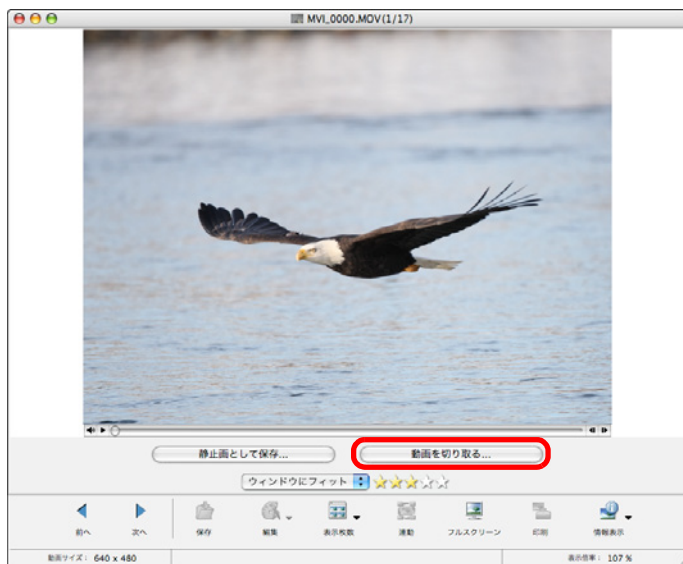 MVI_0000.MOV(1/17)
静止画として保存...
動画を切り取る...
ウィンドウにフィット
前へ
次へ
保存
編集
表示枚数
連動
フルスクリーン
印刷
情報表示
動画サイズ： 640 x 480
表示倍率： 107 %